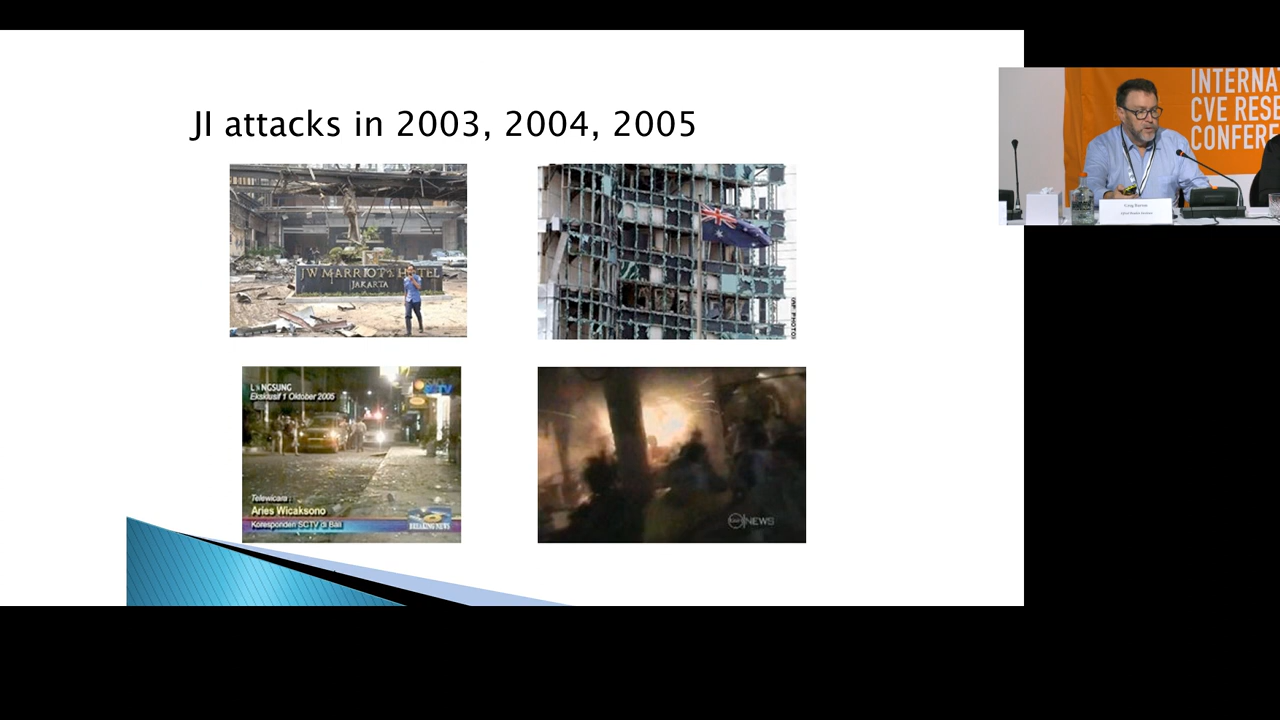 JI attacks in 2003, 2004, 2005
JW MARRIOTT HOTEL
JAKARTA
LANGSUNG
Eksklusif 1 Oktober 2005
SCTV
Telewicara :
Aries Wicaksono
Koresponden SCTV di Bali
BREAKING NEWS
NEWS
INTERNA
CVE RESE
CONFERE